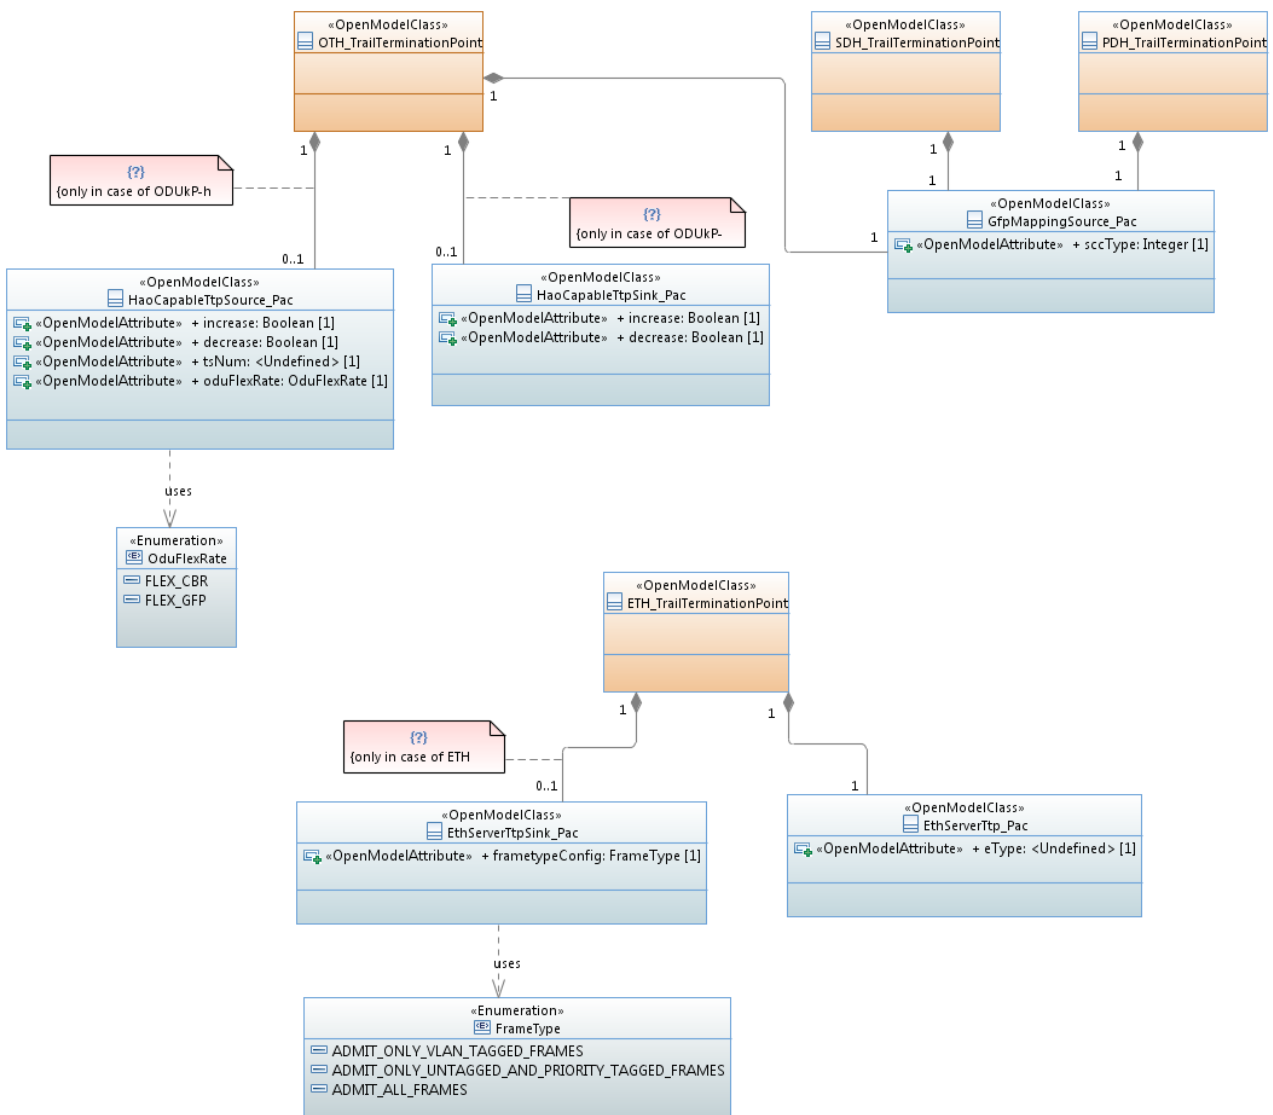 «OpenModelClass»
OTH_TrailTerminationPoint
«OpenModelClass»
SDH_TrailTerminationPoint
«OpenModelClass»
PDH_TrailTerminationPoint
1
1
1
1
1
{?}
{only in case of ODUkP-h
{?}
{only in case of ODUkP-
1
1
1
0..1
0..1
«OpenModelClass»
GfpMappingSource_Pac
«OpenModelAttribute» + sccType: Integer [1]
«OpenModelClass»
HaoCapableTtpSource_Pac
«OpenModelAttribute» + increase: Boolean [1]
«OpenModelAttribute» + decrease: Boolean [1]
«OpenModelAttribute» + tsNum: <Undefined> [1]
«OpenModelAttribute» + oduFlexRate: OduFlexRate [1]
«OpenModelClass»
HaoCapableTtpSink_Pac
«OpenModelAttribute» + increase: Boolean [1]
«OpenModelAttribute» + decrease: Boolean [1]
uses
«Enumeration»
OduFlexRate
FLEX_CBR
FLEX_GFP
«OpenModelClass»
ETH_TrailTerminationPoint
1
1
{?}
{only in case of ETH
0..1
1
«OpenModelClass»
EthServerTtpSink_Pac
«OpenModelAttribute» + frametypeConfig: FrameType [1]
«OpenModelClass»
EthServerTtp_Pac
«OpenModelAttribute» + eType: <Undefined> [1]
uses
«Enumeration»
FrameType
ADMIT_ONLY_VLAN_TAGGED_FRAMES
ADMIT_ONLY_UNTAGGED_AND_PRIORITY_TAGGED_FRAMES
ADMIT_ALL_FRAMES